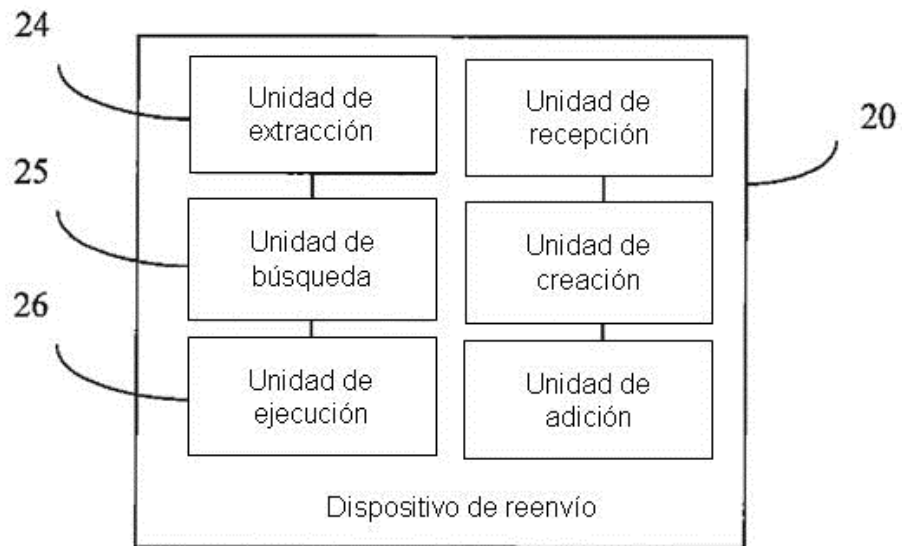 24
Unidad de
extracción
Unidad de
recepción
20
25
Unidad de
búsqueda
Unidad de
creación
26
Unidad de
ejecución
Unidad de
adición
Dispositivo de reenvío